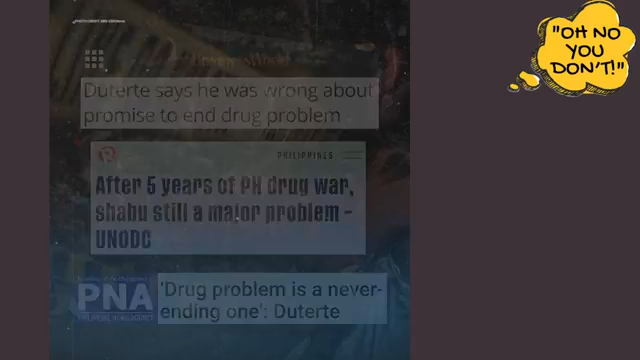 "OH NO
YOU
DON'T!"
Duterte says he was wrong about
promise to end drug problem
PHILIPPINES
After 5 years of PH drug war,
shabu still a major problem –
UNODC
PNA
'Drug problem is a never-
ending one': Duterte